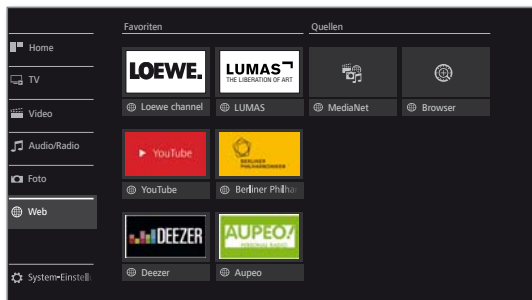 Favoriten
Quellen
Home
TV
Video
Audio/Radio
Foto
Web
System-Einstell
LOEWE.
Loewe channel
LUMAS
THE LIBERATION OF ART
LUMAS
MediaNet
Browser
YouTube
YouTube
BERLINER
PHILHARMONIKER
Berliner Philhar
DEEZER
Deezer
AUPEO!
PERSONAL RADIO
Aupeo